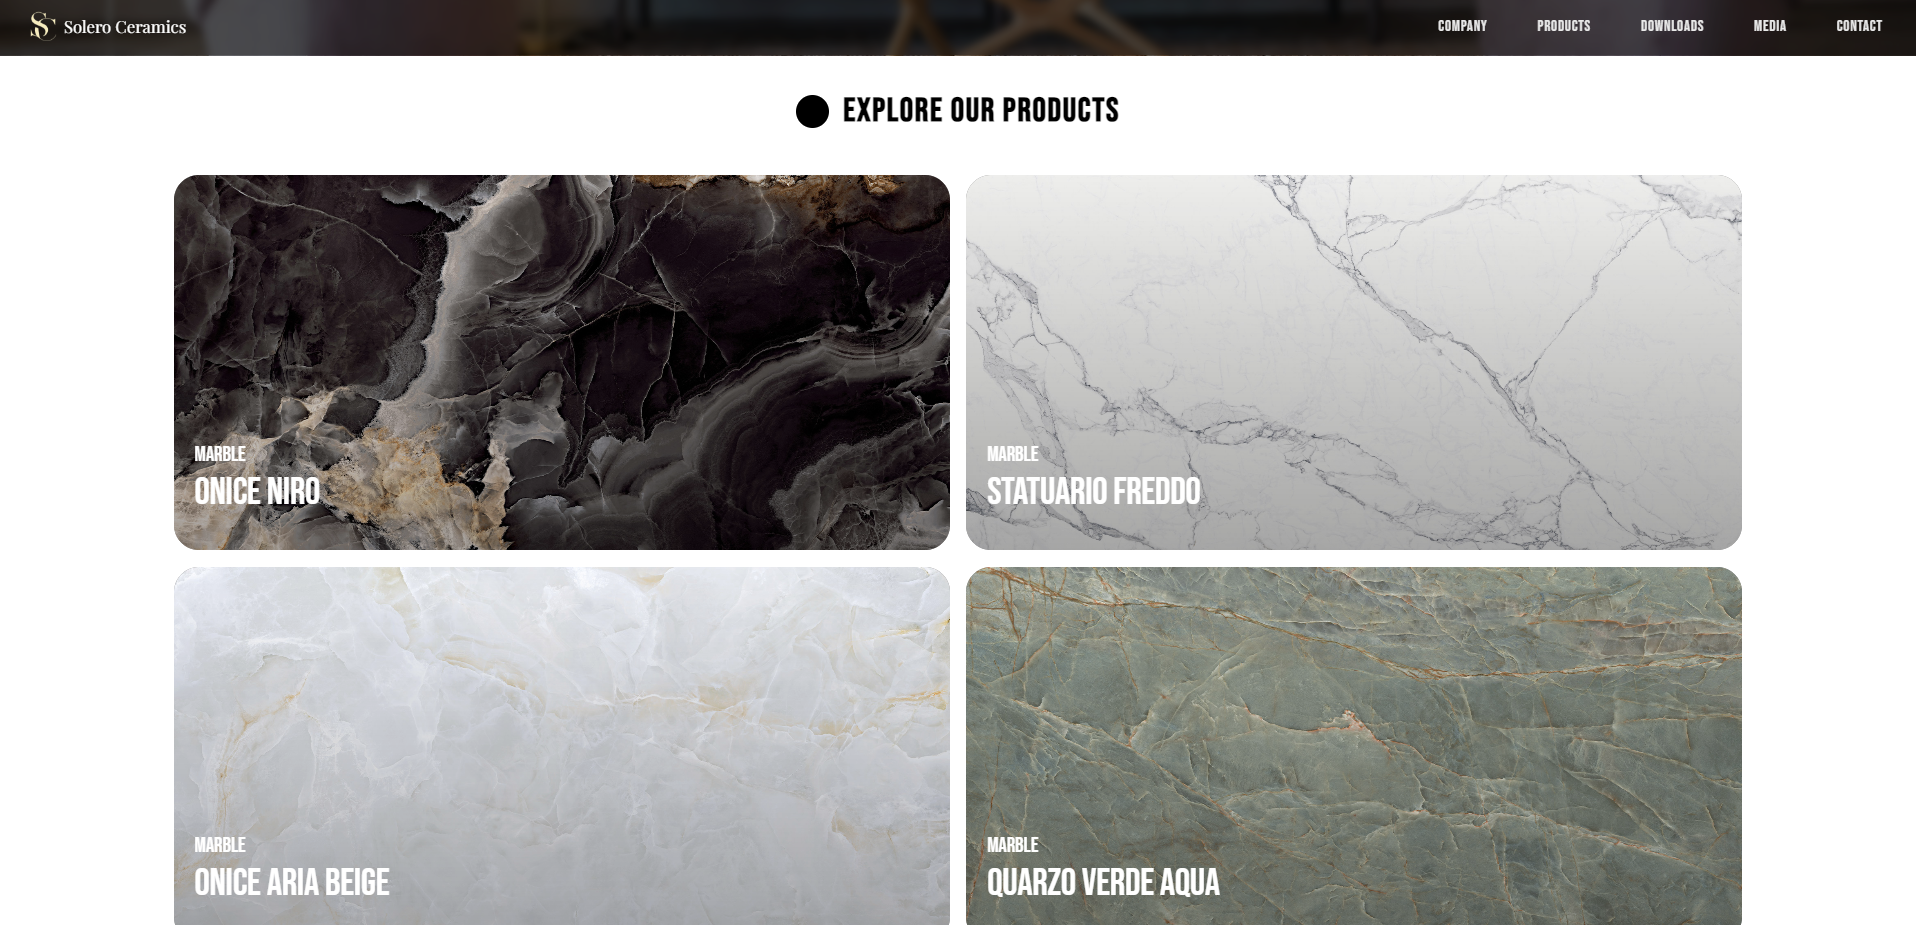 Solero Ceramics
COMPANY PRODUCTS DOWNLOADS MEDIA CONTACT
EXPLORE OUR PRODUCTS
MARBLE
ONICE NIRO
MARBLE
STATUARIO FREDDO
MARBLE
ONICE ARIA BEIGE
MARBLE
QUARZO VERDE AQUA